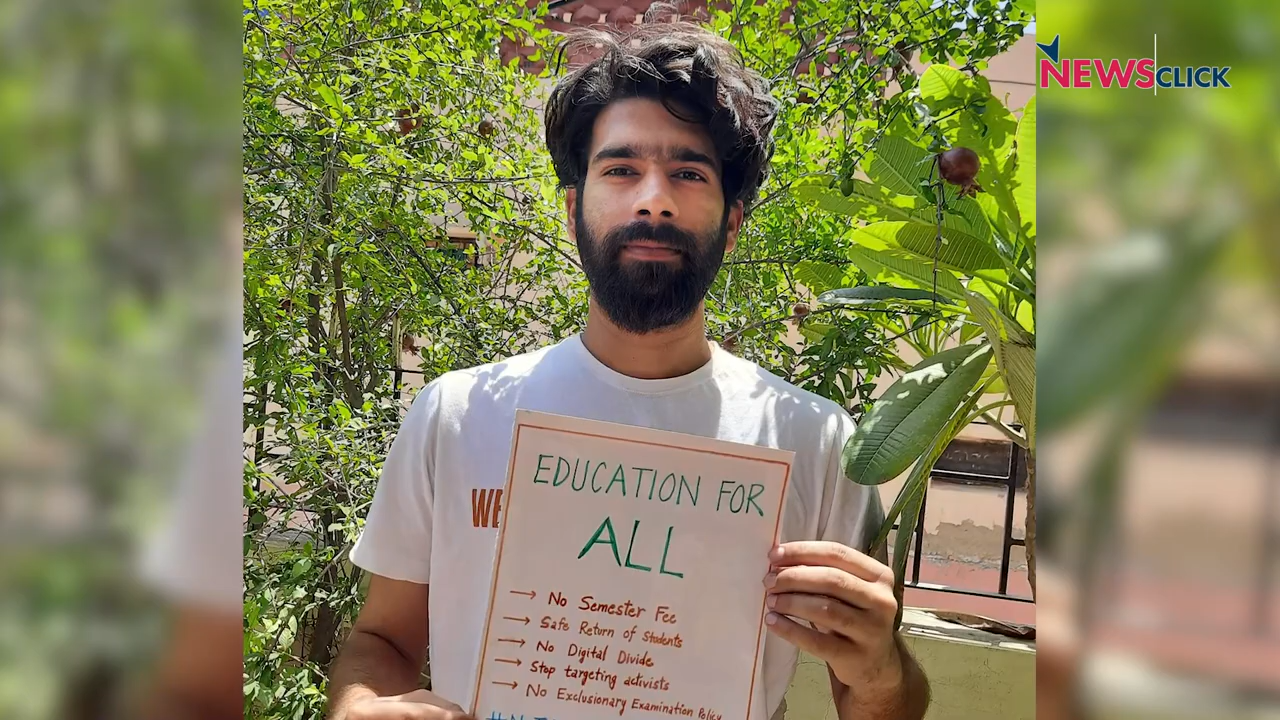 NEWSCLICK
WE
EDUCATION FOR
ALL
→ No Semester Fee
→ Safe Return of Students
→ No Digital Divide
→ Stop targeting activists
→ No Exclusionary Examination Policy